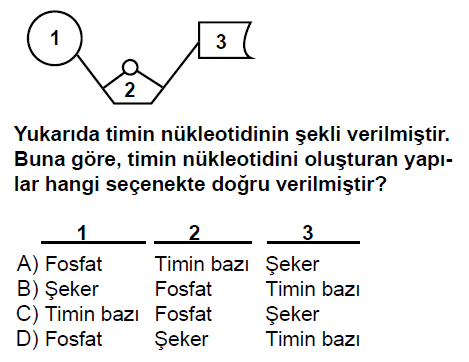 1
3
2
Yukarıda timin nükleotidinin şekli verilmiştir.
Buna göre, timin nükleotidini oluşturan yapı-
lar hangi seçenekte doğru verilmiştir?
1 2 3
A) Fosfat Timin bazı Şeker
B) Şeker Fosfat Timin bazı
C) Timin bazı Fosfat Şeker
D) Fosfat Şeker Timin bazı